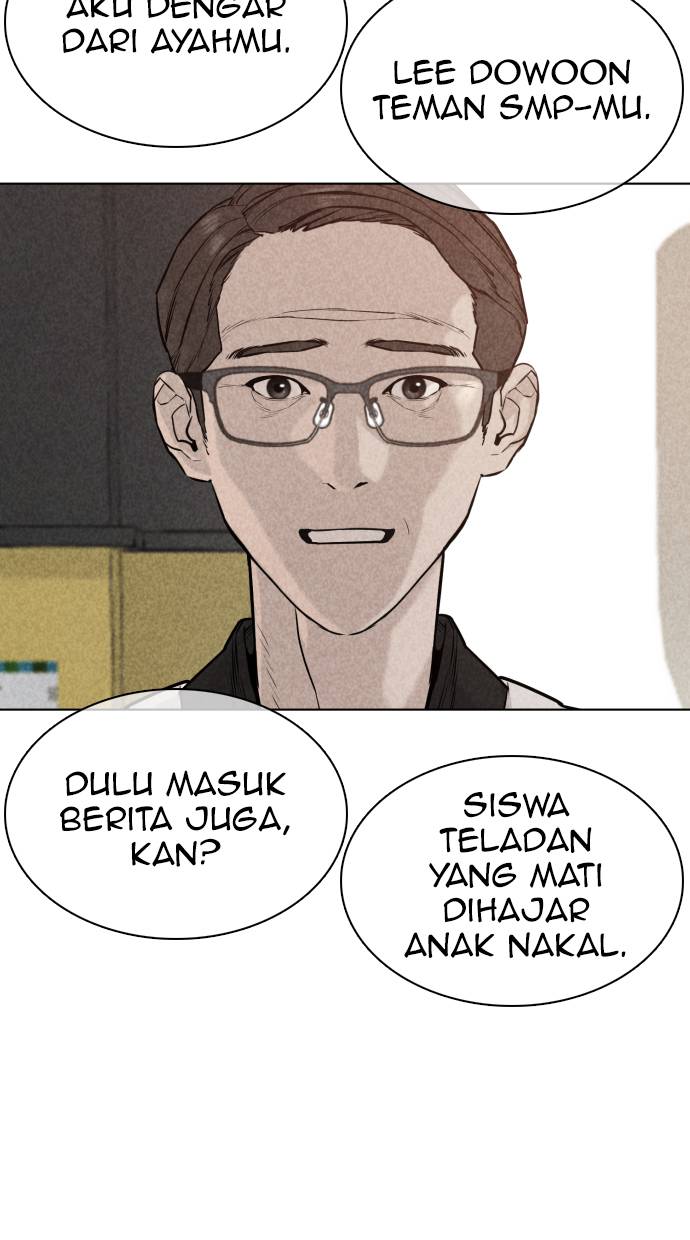 AKU DENGAR
DARI AYAHMU.
LEE DOWOON
TEMAN SMP-MU.
DULU MASUK
BERITA JUGA,
KAN?
SISWA
TELADAN
YANG MATI
DIHAJAR
ANAK NAKAL.